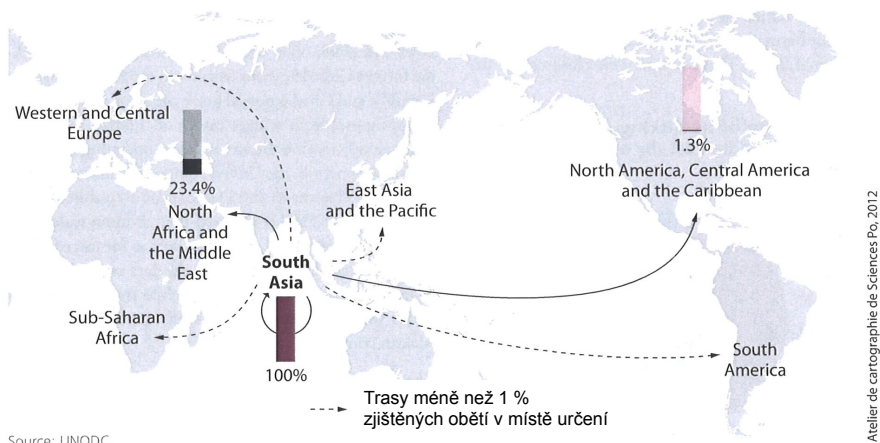 Western and Central
Europe
23.4%
North
Africa and
the Middle
East
East Asia
and the Pacific
1.3%
North America, Central America
and the Caribbean
South
Asia
100%
Sub-Saharan
Africa
South
America
Trasy méně než 1 %
zjištěných obětí v místě určení
Source: UNODC
Atelier de cartographie de Sciences Po, 2012